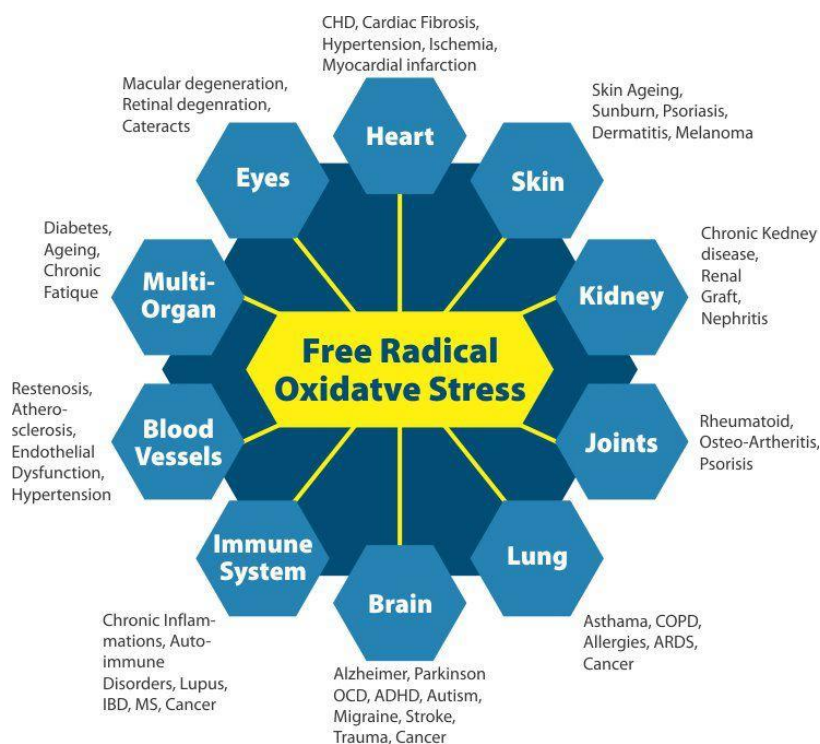 CHD, Cardiac Fibrosis,
Hypertension, Ischemia,
Myocardial infarction
Heart
Skin Ageing,
Sunburn, Psoriasis,
Dermatitis, Melanoma
Skin
Chronic Kedney
disease,
Renal
Graft,
Nephritis
Kidney
Rheumatoid,
Osteo-Artheritis,
Psorisis
Joints
Asthama, COPD,
Allergies, ARDS,
Cancer
Lung
Brain
Alzheimer, Parkinson
OCD, ADHD, Autism,
Migraine, Stroke,
Trauma, Cancer
Immune
System
Chronic Inflam-
mations, Auto-
immune
Disorders, Lupus,
IBD, MS, Cancer
Blood
Vessels
Restenosis,
Athero-
sclerosis,
Endothelial
Dysfunction,
Hypertension
Multi-
Organ
Diabetes,
Ageing,
Chronic
Fatique
Eyes
Macular degeneration,
Retinal degenration,
Cateracts
Free Radical
Oxidatve Stress